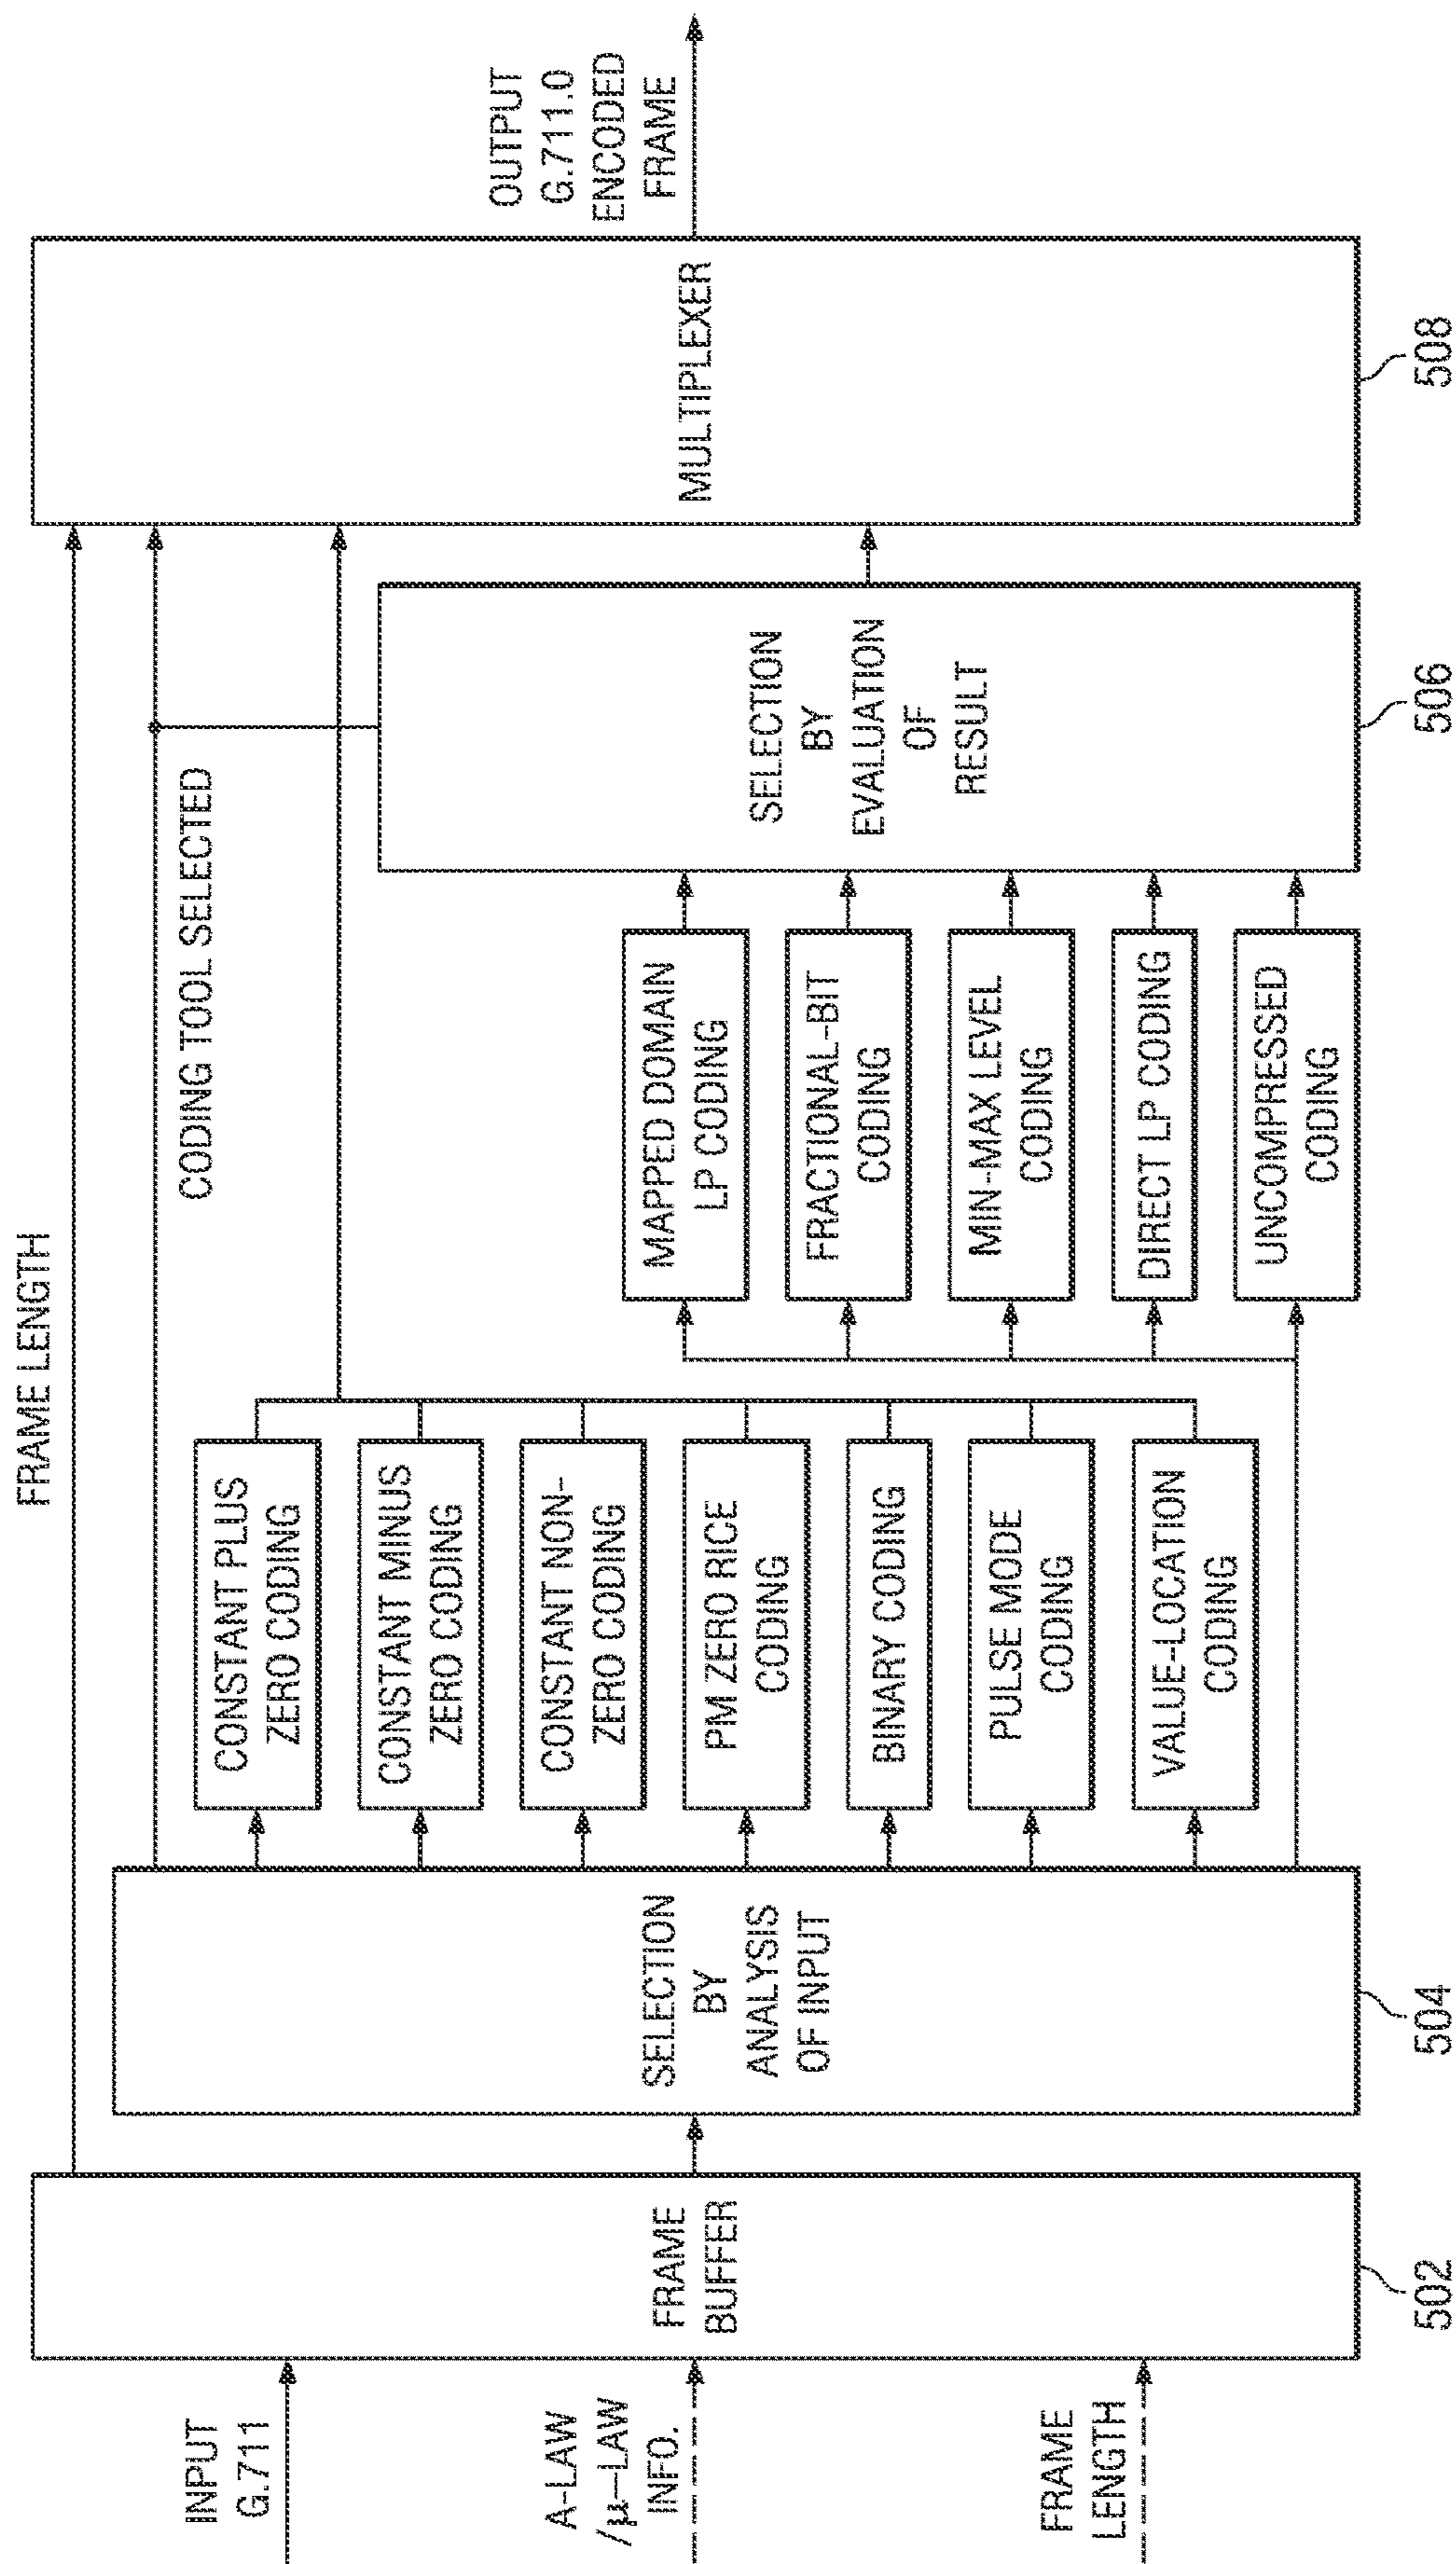 FRAME LENGTH
CODING TOOL SELECTED
INPUT
G.711
A-LAW
/μ-LAW
INFO.
FRAME
LENGTH
FRAME
BUFFER
502
SELECTION
BY
ANALYSIS
OF INPUT
504
CONSTANT PLUS
ZERO CODING
CONSTANT MINUS
ZERO CODING
CONSTANT NON-
ZERO CODING
PM ZERO RICE
CODING
BINARY CODING
PULSE MODE
CODING
VALUE-LOCATION
CODING
MAPPED DOMAIN
LP CODING
FRACTIONAL-BIT
CODING
MIN-MAX LEVEL
CODING
DIRECT LP CODING
UNCOMPRESSED
CODING
SELECTION
BY
EVALUATION
OF
RESULT
506
MULTIPLEXER
508
OUTPUT
G.711.0
ENCODED
FRAME